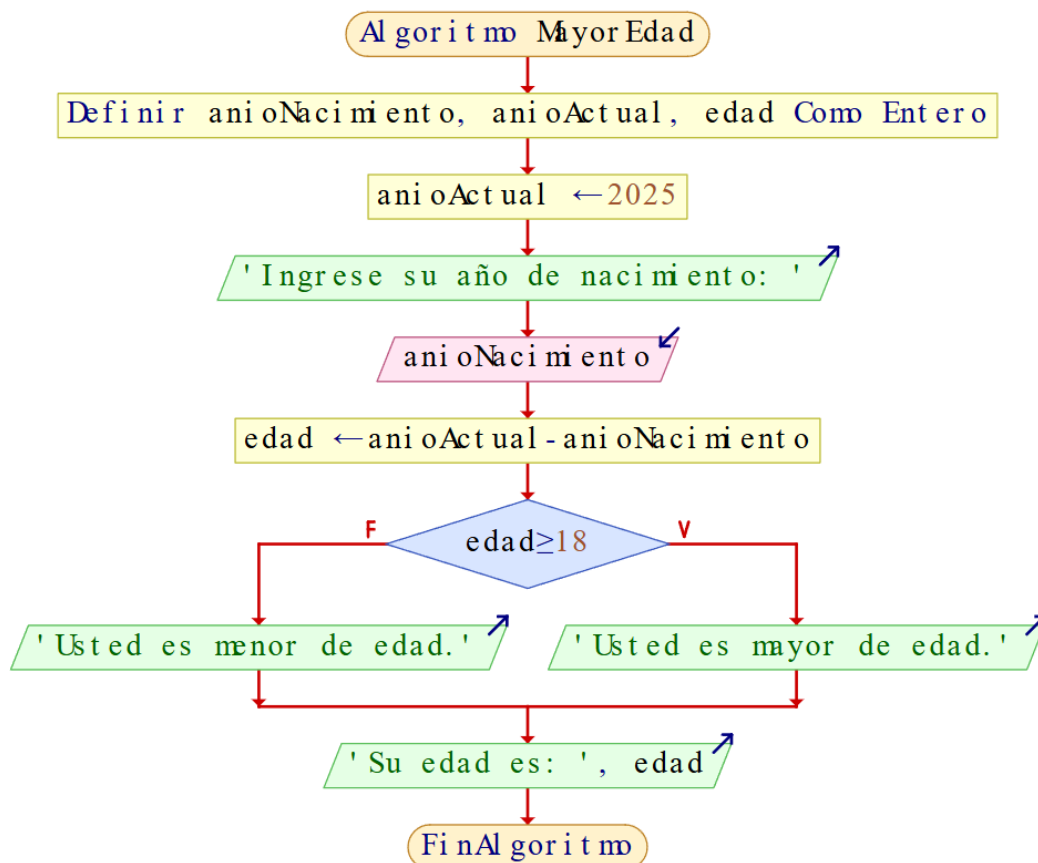 Algoritmo MayorEdad
Definir anioNacimiento, anioActual, edad Como Entero
anioActual ←2025
'Ingrese su año de nacimiento: '
anioNacimiento
edad ←anioActual-anioNacimiento
edad≥18
F
V
'Usted es menor de edad.'
'Usted es mayor de edad.'
'Su edad es: ', edad
FinAlgoritmo